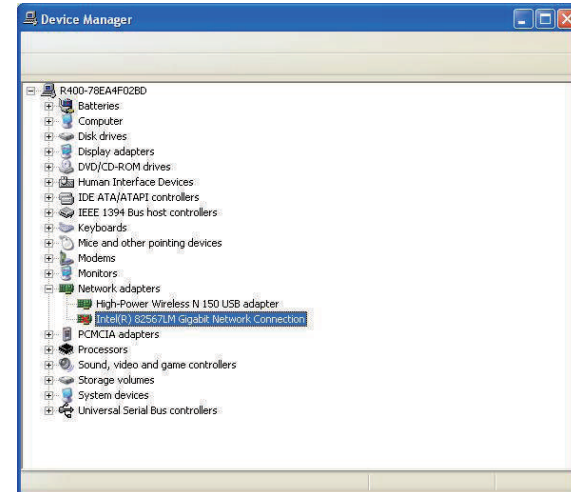 Device Manager
R400-78EA4F02BD
Batteries
Computer
Disk drives
Display adapters
DVD/CD-ROM drives
Human Interface Devices
IDE ATA/ATAPI controllers
IEEE 1394 Bus host controllers
Keyboards
Mice and other pointing devices
Modems
Monitors
Network adapters
High-Power Wireless N 150 USB adapter
Intel(R) 82567LM Gigabit Network Connection
PCMCIA adapters
Processors
Sound, video and game controllers
Storage volumes
System devices
Universal Serial Bus controllers